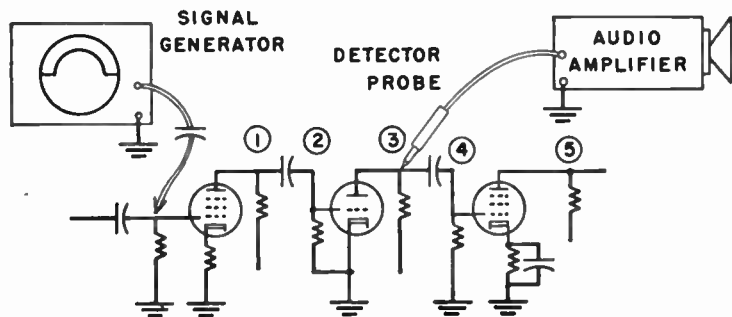 SIGNAL
GENERATOR
DETECTOR
PROBE
AUDIO
AMPLIFIER
1
2
3
4
5